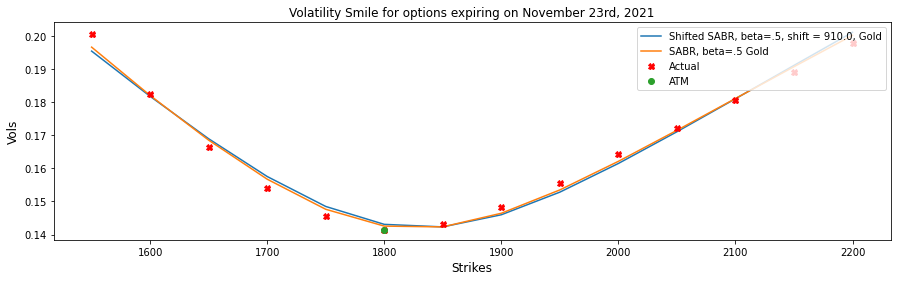 Volatility Smile for options expiring on November 23rd, 2021
Shifted SABR, beta=.5, shift = 910.0, Gold
SABR, beta=.5 Gold
Actual
ATM
Vols
0.20
0.19
0.18
0.17
0.16
0.15
0.14
1600
1700
1800
1900
2000
2100
2200
Strikes